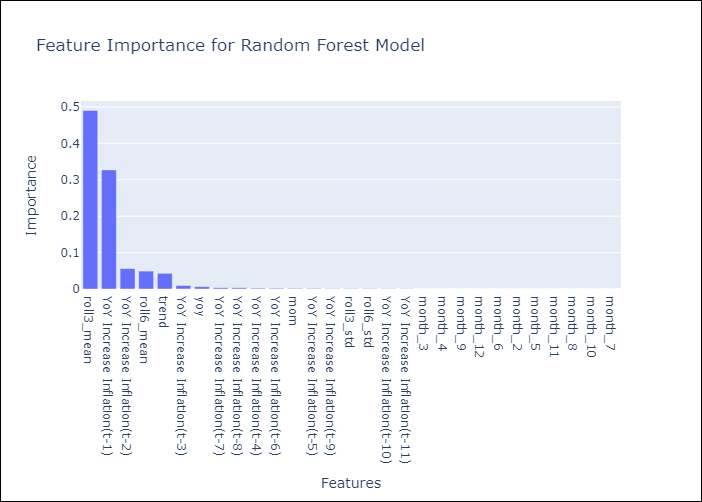 Feature Importance for Random Forest Model
Importance
0.5
0.4
0.3
0.2
0.1
0
roll3_mean
YoY Increase Inflation(t-1)
YoY Increase Inflation(t-2)
roll6_mean
trend
YoY Increase Inflation(t-3)
yoy
YoY Increase Inflation(t-7)
YoY Increase Inflation(t-8)
YoY Increase Inflation(t-4)
YoY Increase Inflation(t-6)
mom
YoY Increase Inflation(t-5)
YoY Increase Inflation(t-9)
roll3_std
roll6_std
YoY Increase Inflation(t-10)
YoY Increase Inflation(t-11)
month_3
month_4
month_9
month_12
month_6
month_2
month_5
month_11
month_8
month_10
month_7
Features